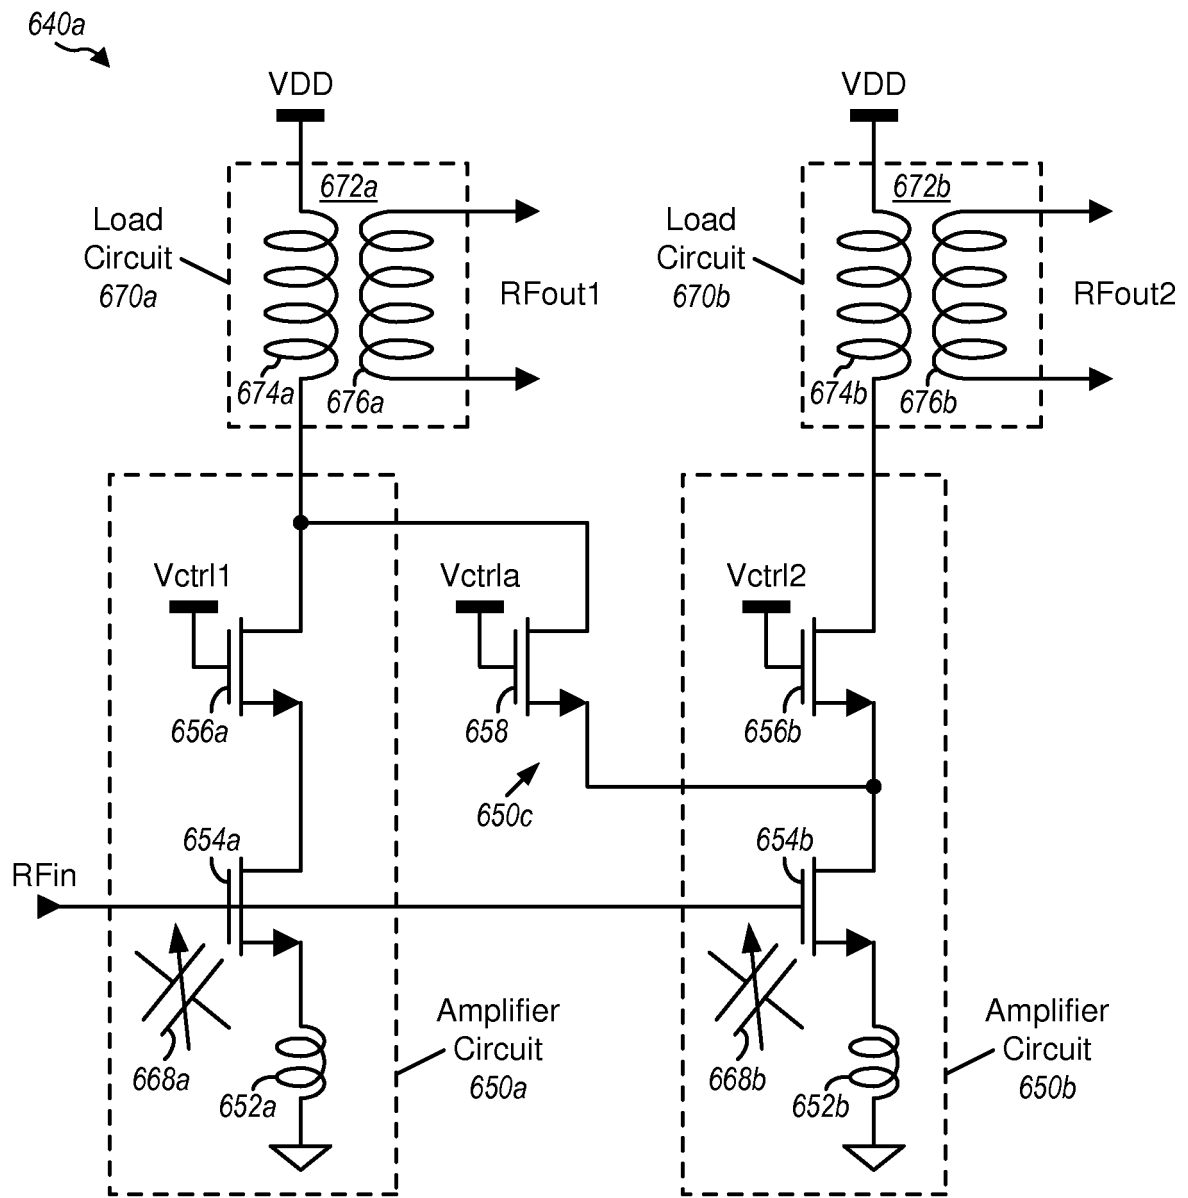 640a
VDD
VDD
672a
672b
Load
Circuit
670a
Load
Circuit
670b
RFout1
RFout2
674a
676a
674b
676b
Vctrl1
Vctrla
Vctrl2
656a
658
656b
650c
654a
654b
RFin
Amplifier
Circuit
650a
Amplifier
Circuit
650b
668a
652a
668b
652b